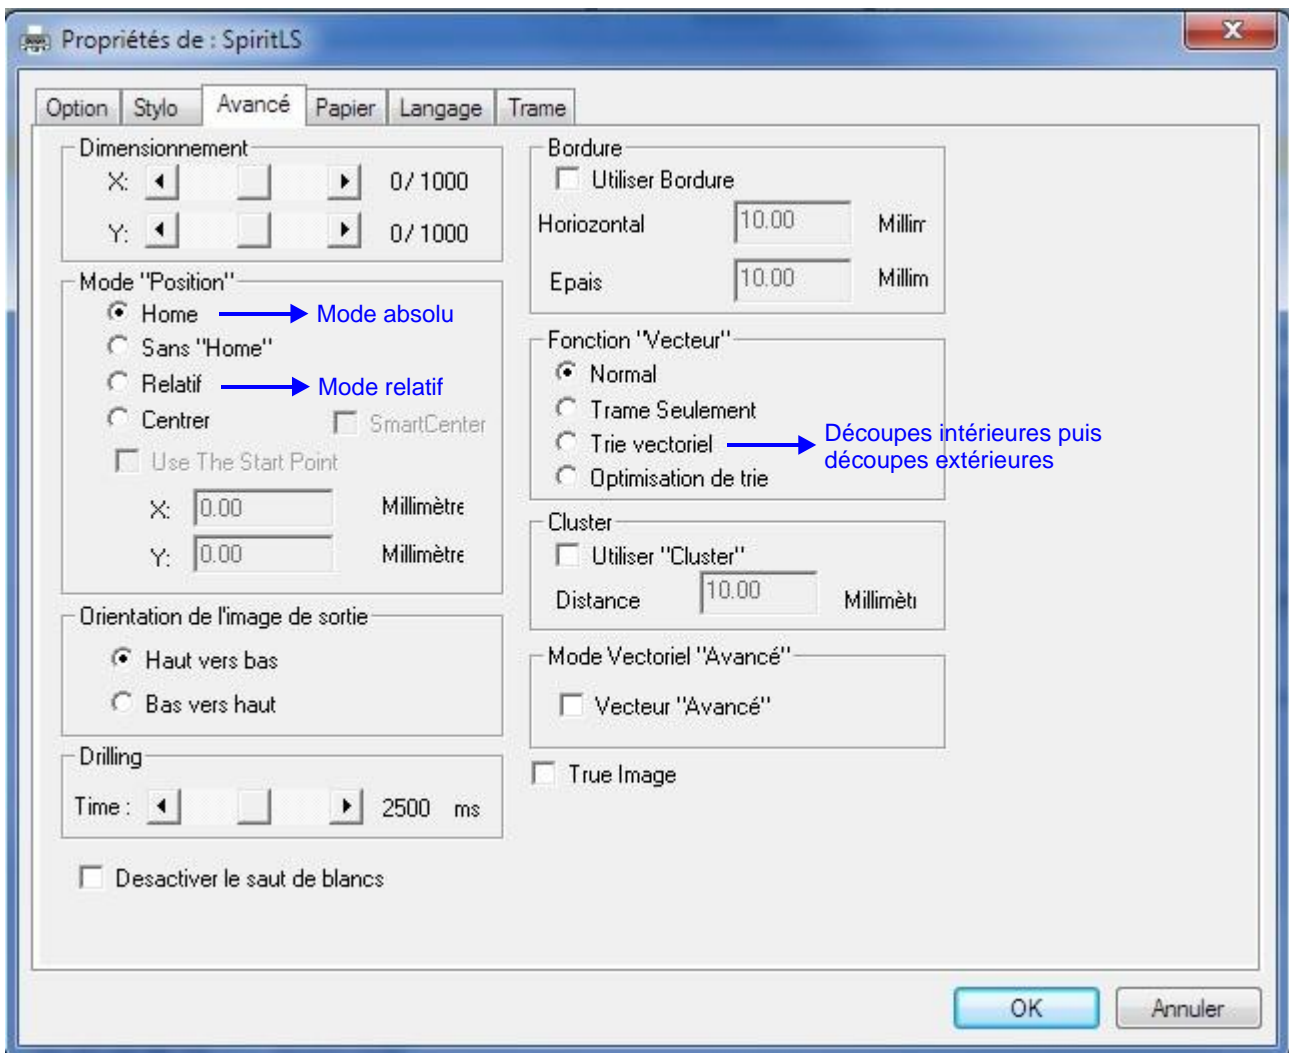 Propriétés de : SpiritLS
Option Stylo Avancé Papier Langage Trame
Dimensionnement
X: 0/1000
Y: 0/1000
Mode "Position"
Home Mode absolu
Sans "Home"
Relatif Mode relatif
Centrer SmartCenter
Use The Start Point
X: 0.00 Millimètre
Y: 0.00 Millimètre
Orientation de l'image de sortie
Haut vers bas
Bas vers haut
Drilling
Time : 2500 ms
Desactiver le saut de blancs
Bordure
Utiliser Bordure
Horiozontal 10.00 Millim
Epais 10.00 Millim
Fonction "Vecteur"
Normal
Trame Seulement
Trie vectoriel Découpes intérieures puis
découpes extérieures
Optimisation de trie
Cluster
Utiliser "Cluster"
Distance 10.00 Millimèt
Mode Vectoriel "Avancé"
Vecteur "Avancé"
True Image
OK Annuler